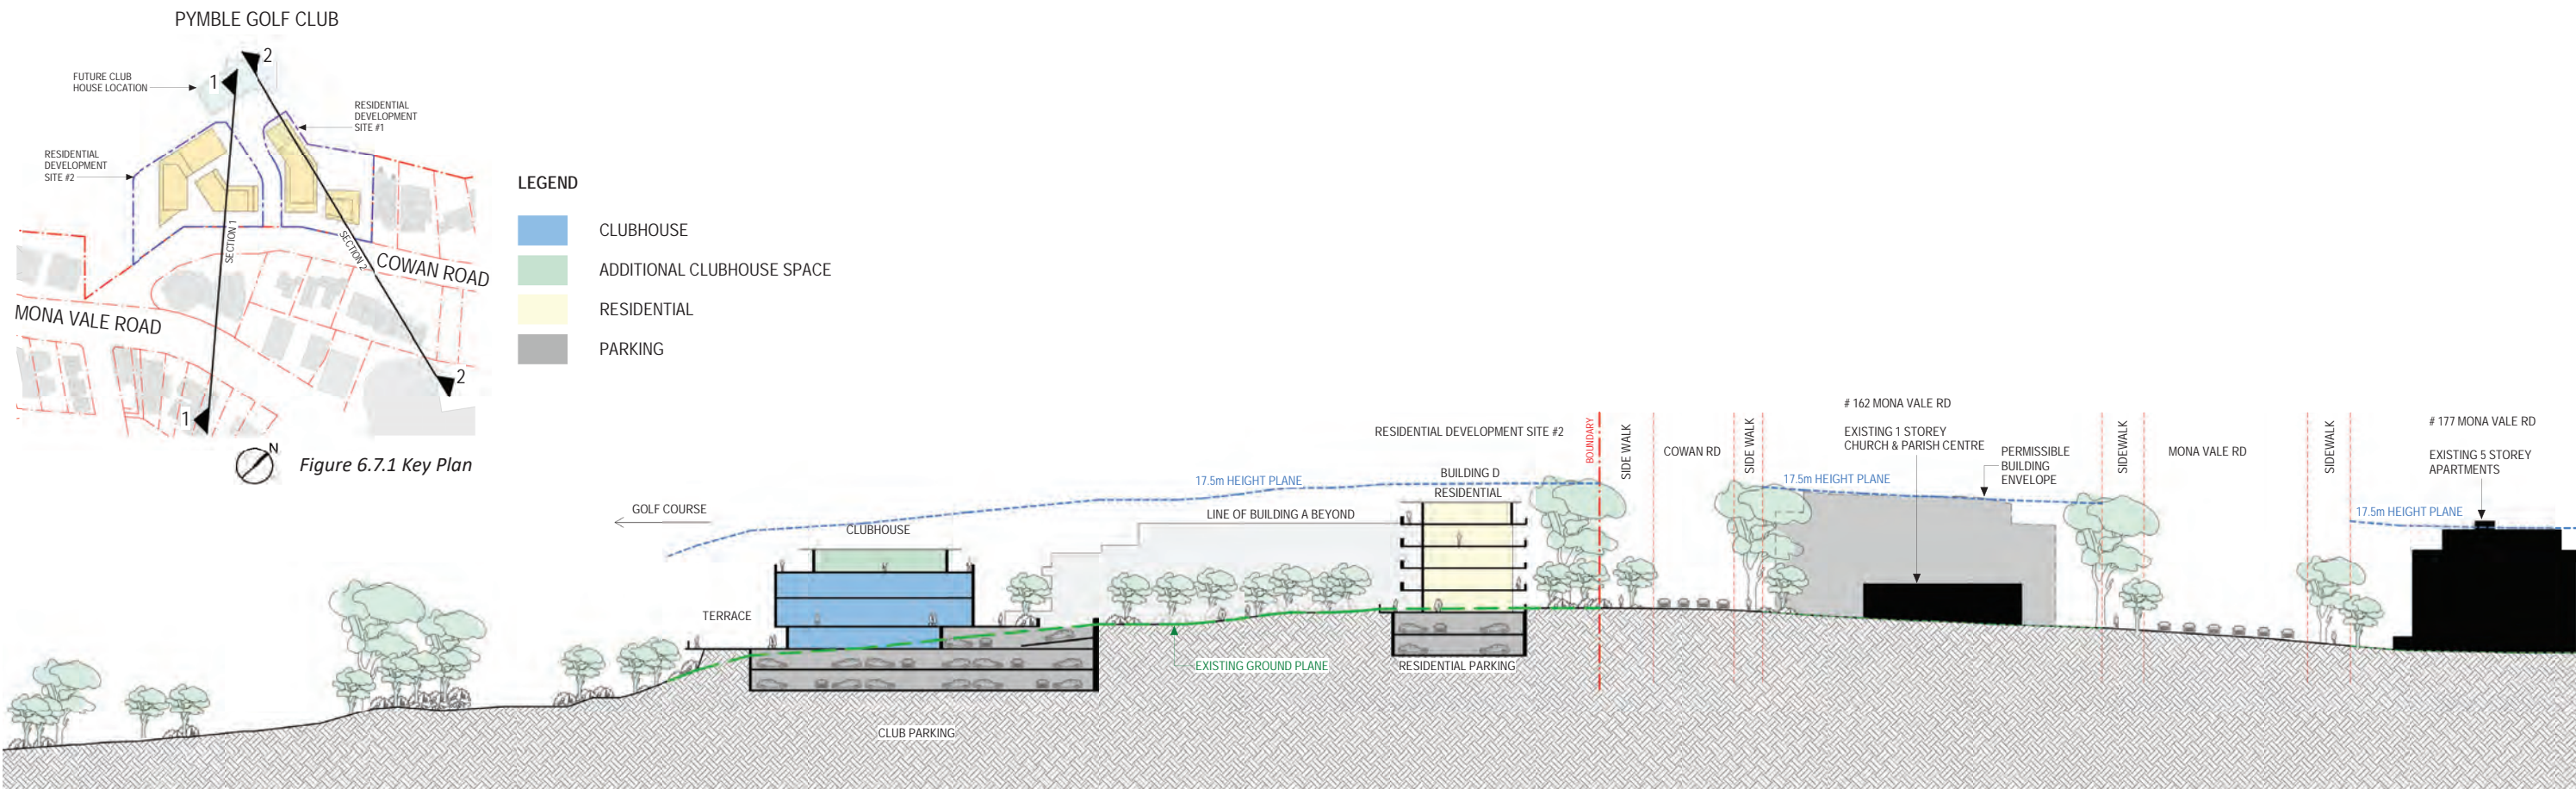 PYMBLE GOLF CLUB
2
1
FUTURE CLUB
HOUSE LOCATION
RESIDENTIAL
DEVELOPMENT
SITE #1
RESIDENTIAL
DEVELOPMENT
SITE #2
SECTION 1
SECTION 2
COWAN ROAD
MONA VALE ROAD
2
1
N
Figure 6.7.1 Key Plan
LEGEND
CLUBHOUSE
ADDITIONAL CLUBHOUSE SPACE
RESIDENTIAL
PARKING
GOLF COURSE
TERRACE
CLUBHOUSE
CLUB PARKING
17.5m HEIGHT PLANE
LINE OF BUILDING A BEYOND
EXISTING GROUND PLANE
RESIDENTIAL DEVELOPMENT SITE #2
BUILDING D
RESIDENTIAL
RESIDENTIAL PARKING
BOUNDARY
SIDE WALK
COWAN RD
SIDE WALK
# 162 MONA VALE RD
EXISTING 1 STOREY
CHURCH & PARISH CENTRE
17.5m HEIGHT PLANE
PERMISSIBLE
BUILDING
ENVELOPE
SIDEWALK
MONA VALE RD
SIDEWALK
# 177 MONA VALE RD
EXISTING 5 STOREY
APARTMENTS
17.5m HEIGHT PLANE